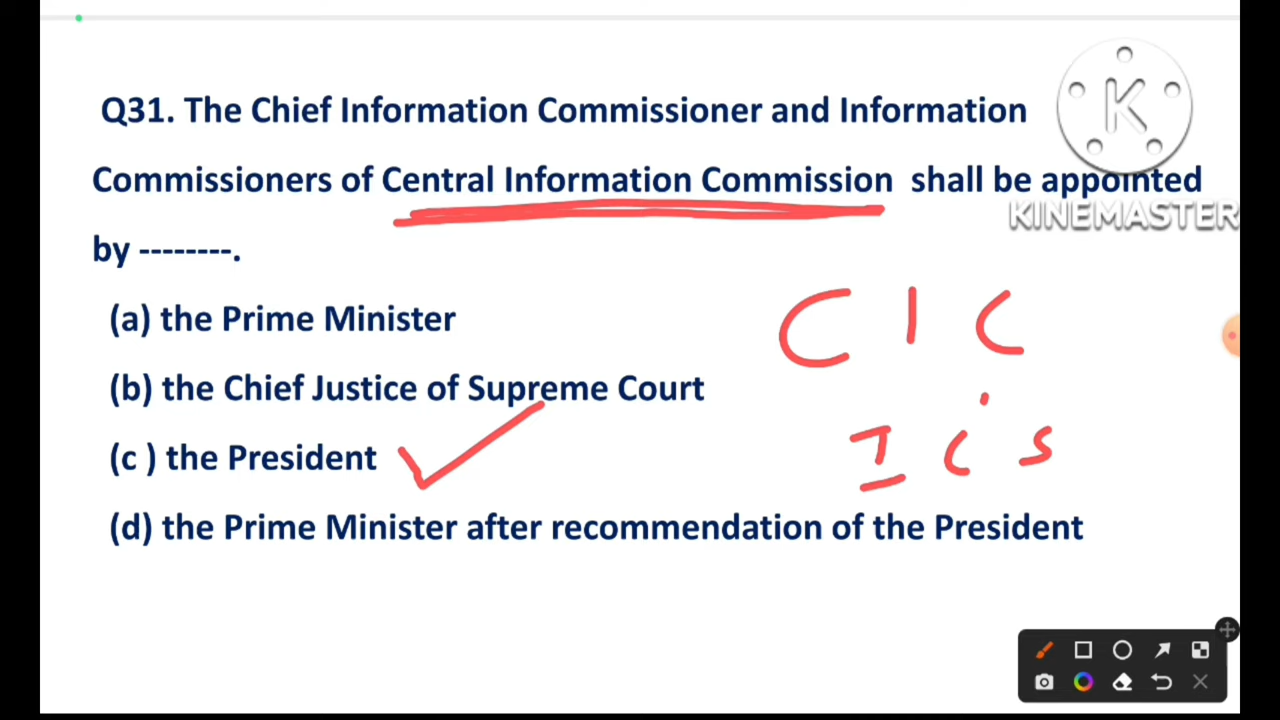 Q31. The Chief Information Commissioner and Information
Commissioners of Central Information Commission shall be appointed
by --------.
(a) the Prime Minister
(b) the Chief Justice of Supreme Court
(c ) the President
(d) the Prime Minister after recommendation of the President
CIC
ICs
K
KINEMASTER